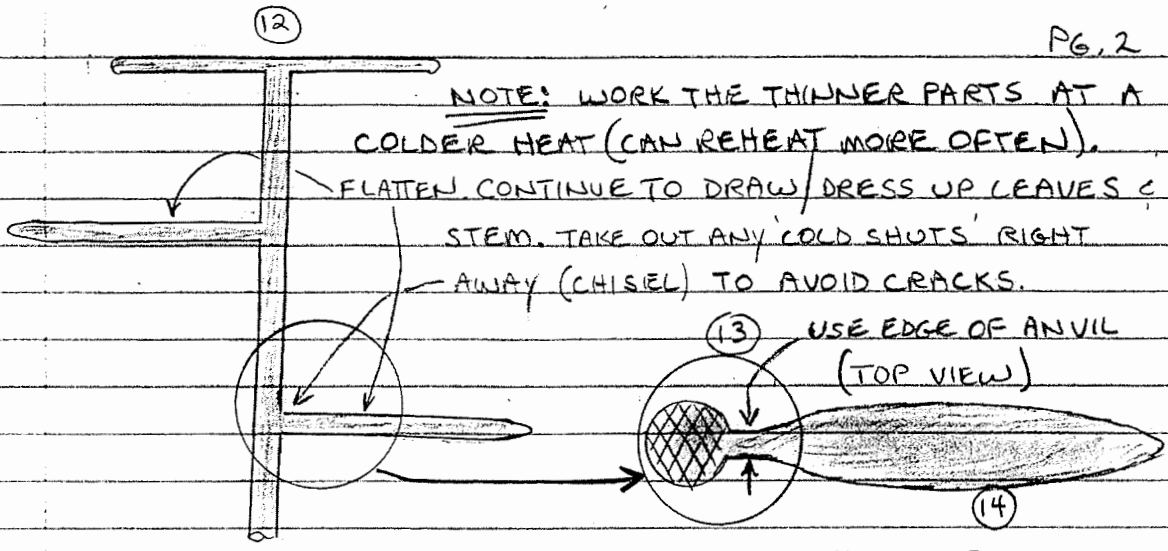 12
PG. 2
NOTE: WORK THE THINNER PARTS AT A
COLDER HEAT (CAN REHEAT MORE OFTEN).
FLATTEN. CONTINUE TO DRAW/DRESS UP LEAVES &
STEM. TAKE OUT ANY 'COLD SHUTS' RIGHT
AWAY (CHISEL) TO AVOID CRACKS.
13
USE EDGE OF ANVIL
(TOP VIEW)
14